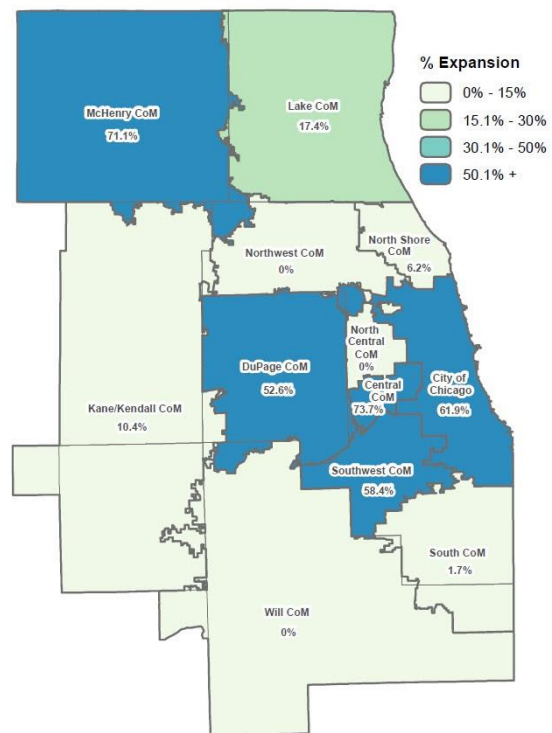 % Expansion
0% - 15%
15.1% - 30%
30.1% - 50%
50.1% +
McHenry CoM
71.1%
Lake CoM
17.4%
Northwest CoM
0%
North Shore
CoM
6.2%
North
Central
CoM
0%
DuPage CoM
52.6%
Central
CoM
73.7%
City of
Chicago
61.9%
Kane/Kendall CoM
10.4%
Southwest CoM
58.4%
South CoM
1.7%
Will CoM
0%